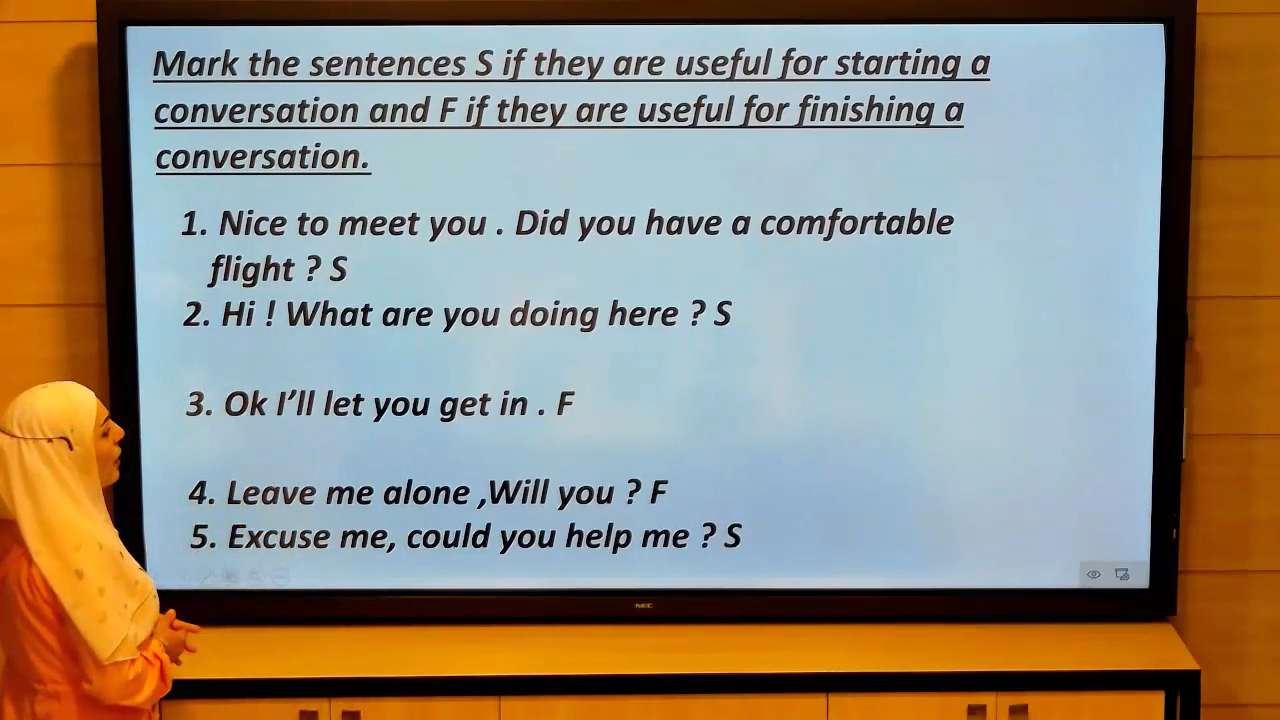 Mark the sentences S if they are useful for starting a
conversation and F if they are useful for finishing a
conversation.
1. Nice to meet you . Did you have a comfortable
flight ? S
2. Hi ! What are you doing here ? S
3. Ok I’ll let you get in . F
4. Leave me alone ,Will you ? F
5. Excuse me, could you help me ? S
NEC